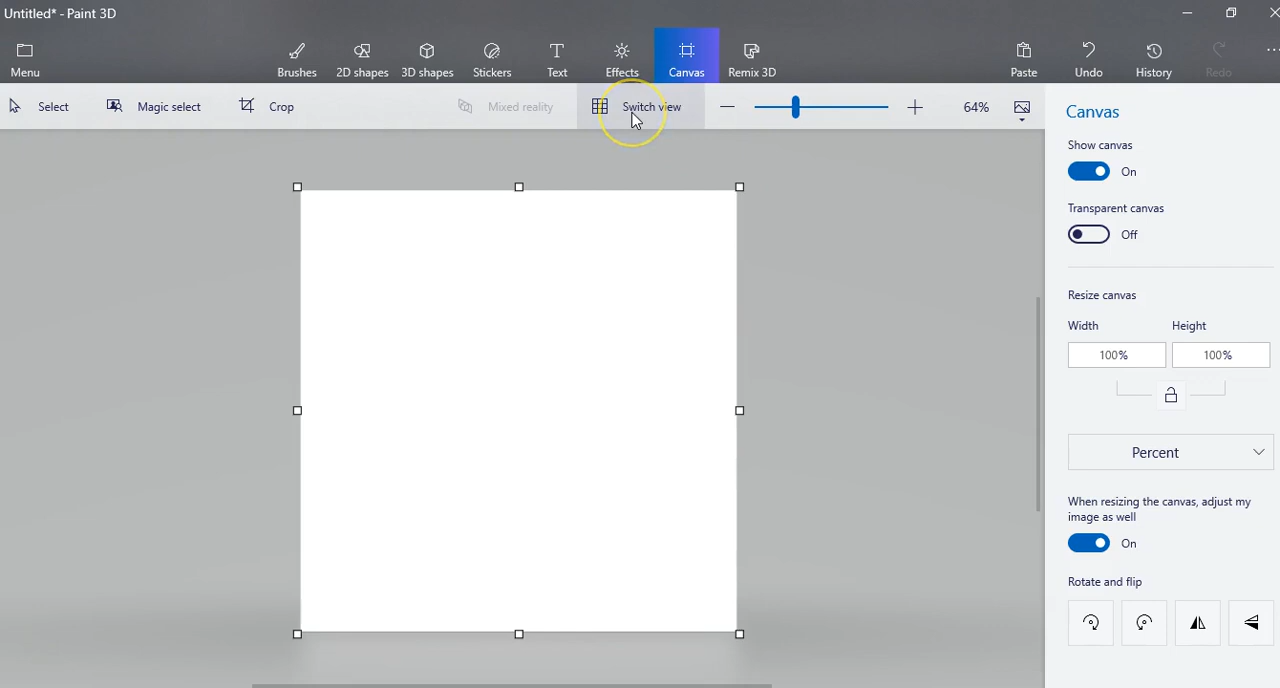 Untitled* - Paint 3D
Menu
Brushes
2D shapes
3D shapes
Stickers
Text
Effects
Canvas
Remix 3D
Paste
Undo
History
Redo
Select
Magic select
Crop
Mixed reality
Switch view
64%
Canvas
Show canvas
On
Transparent canvas
Off
Resize canvas
Width
Height
100%
100%
Percent
When resizing the canvas, adjust my
image as well
On
Rotate and flip